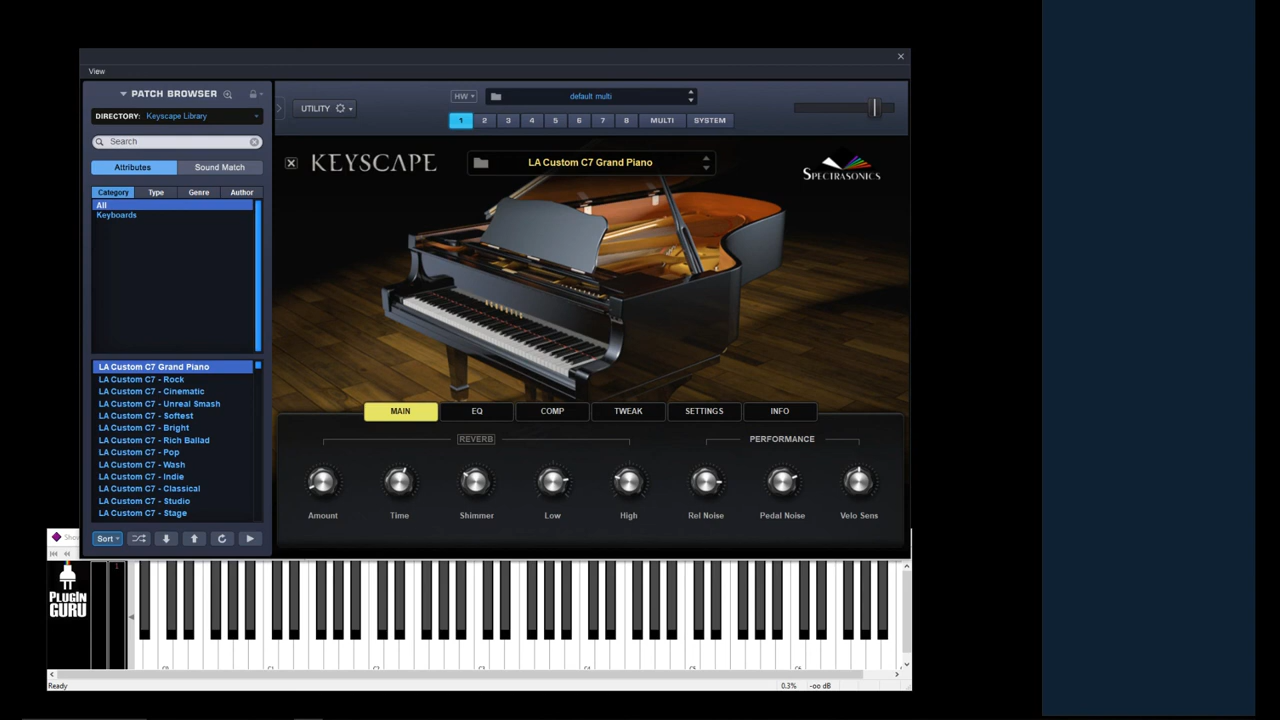 View
PATCH BROWSER
DIRECTORY: Keyscape Library
Search
Attributes Sound Match
Category Type Genre Author
All
Keyboards
LA Custom C7 Grand Piano
LA Custom C7 - Rock
LA Custom C7 - Cinematic
LA Custom C7 - Unreal Smash
LA Custom C7 - Softest
LA Custom C7 - Bright
LA Custom C7 - Rich Ballad
LA Custom C7 - Pop
LA Custom C7 - Wash
LA Custom C7 - Indie
LA Custom C7 - Classical
LA Custom C7 - Studio
LA Custom C7 - Stage
Sort
UTILITY
HW
default multi
1 2 3 4 5 6 7 8 MULTI SYSTEM
KEYSCAPE
LA Custom C7 Grand Piano
SPECTRASONICS
MAIN EQ COMP TWEAK SETTINGS INFO
REVERB PERFORMANCE
Amount Time Shimmer Low High Rel Noise Pedal Noise Velo Sens
Show
1
PLUGIN
GURU
Ready 0.3% -oo dB